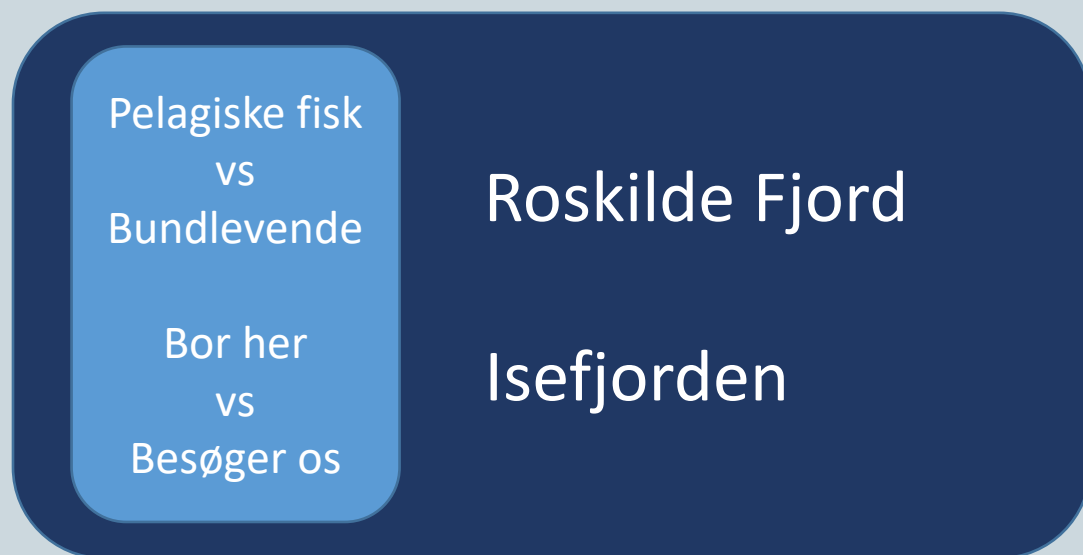 Pelagiske fisk
vs
Bundlevende
Bor her
vs
Besøger os
Roskilde Fjord
Isefjorden